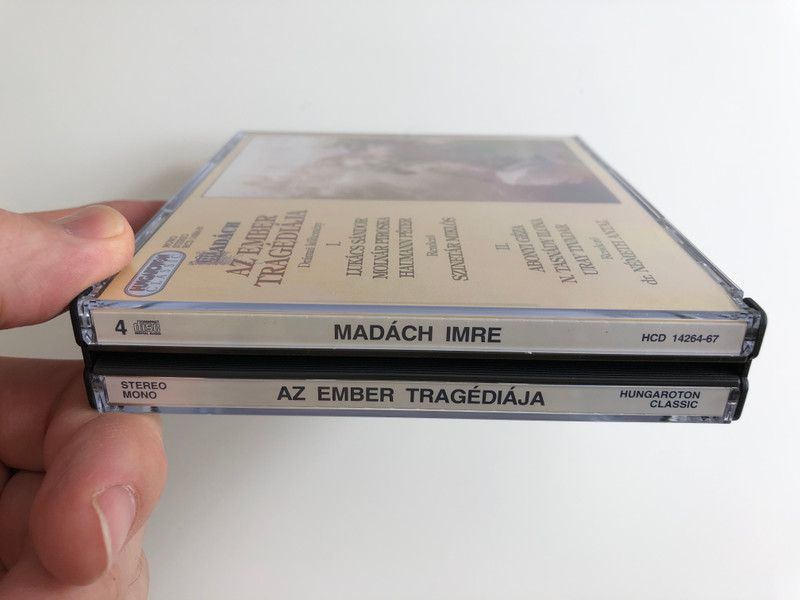 MADÁCH
AZ EMBER
TRAGÉDIÁJA
I.
LUKÁCS SÁNDOR
MOLNÁR PIROSKA
HAUMANN PÉTER
Rendező
SZINETÁR MIKLÓS
II.
ABONYI GÉZA
N. TASNÁDY ILONA
URAY TIVADAR
Rendező
dr. NÉMETH ANTAL
4
MADÁCH IMRE
HCD 14264-67
STEREO
MONO
AZ EMBER TRAGÉDIÁJA
HUNGAROTON
CLASSIC